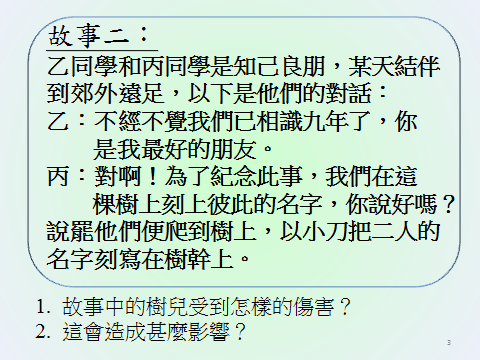 故事二：
乙同學和丙同學是知己良朋，某天結伴
到郊外遠足，以下是他們的對話：
乙：不經不覺我們已相識九年了，你
是我最好的朋友。
丙：對啊！為了紀念此事，我們在這
棵樹上刻上彼此的名字，你說好嗎？
說罷他們便爬到樹上，以小刀把二人的
名字刻寫在樹幹上。
1. 故事中的樹兒受到怎樣的傷害？
2. 這會造成甚麼影響？
3